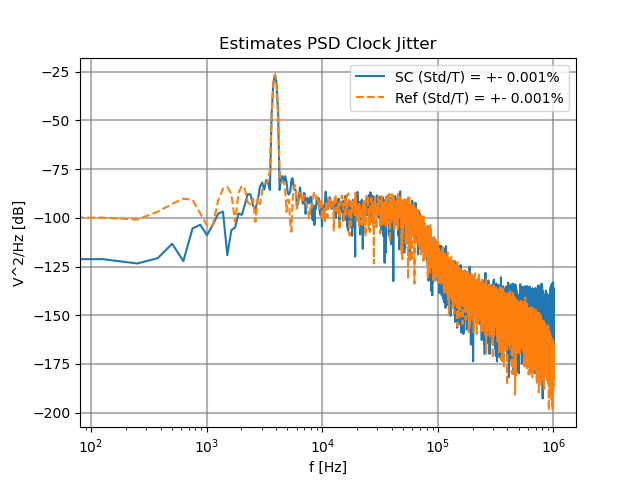 Estimates PSD Clock Jitter
SC (Std/T) = +- 0.001%
Ref (Std/T) = +- 0.001%
V^2/Hz [dB]
−25
−50
−75
−100
−125
−150
−175
−200
10² 10³ 10⁴ 10⁵ 10⁶
f [Hz]